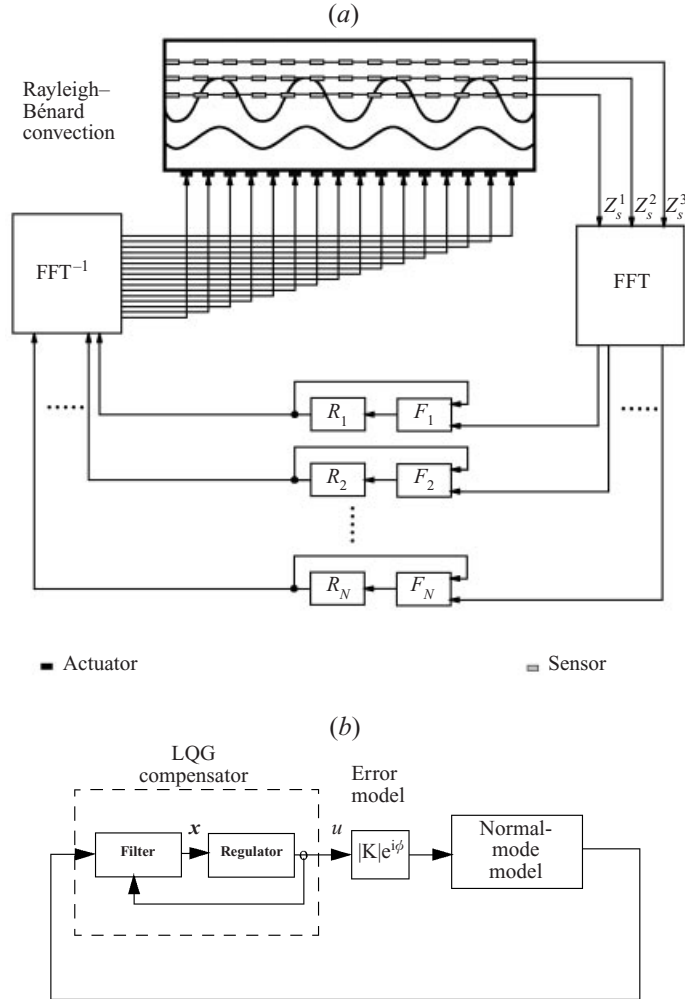 (a)
Rayleigh–
Bénard
convection
Z_s^1 Z_s^2 Z_s^3
FFT⁻¹
FFT
R_1 F_1
R_2 F_2
R_N F_N
Actuator
Sensor
(b)
LQG
compensator
Error
model
x
u
Filter
Regulator
|K|e^{iϕ}
Normal-
mode
model